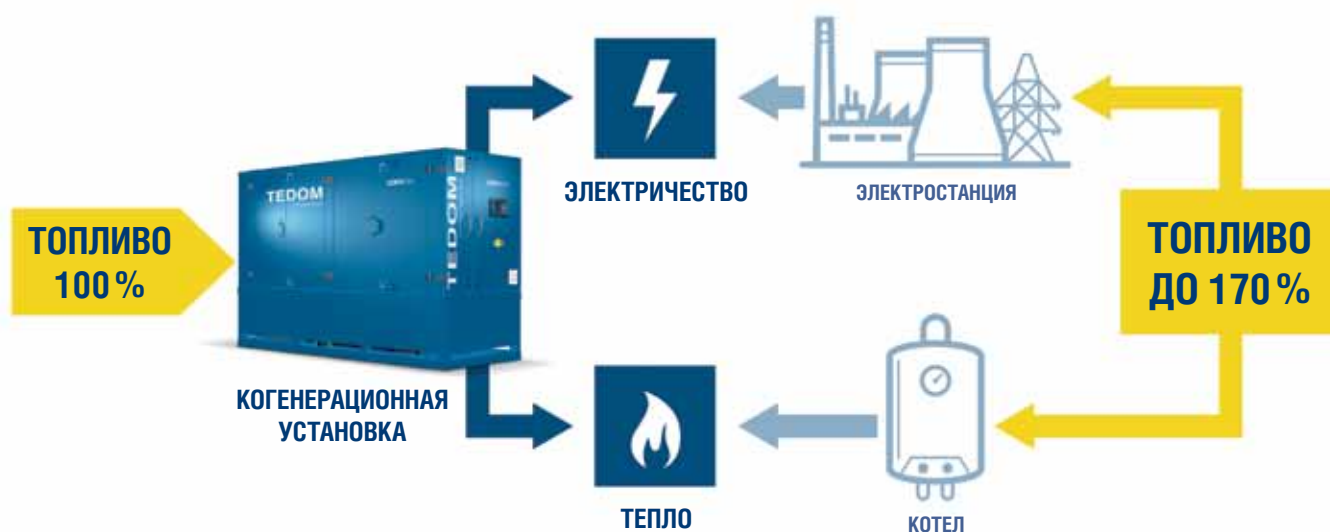 ТОПЛИВО
100 %
TEDOM
TEDOM
КОГЕНЕРАЦИОННАЯ
УСТАНОВКА
ЭЛЕКТРИЧЕСТВО
ТЕПЛО
ЭЛЕКТРОСТАНЦИЯ
КОТЕЛ
ТОПЛИВО
ДО 170 %